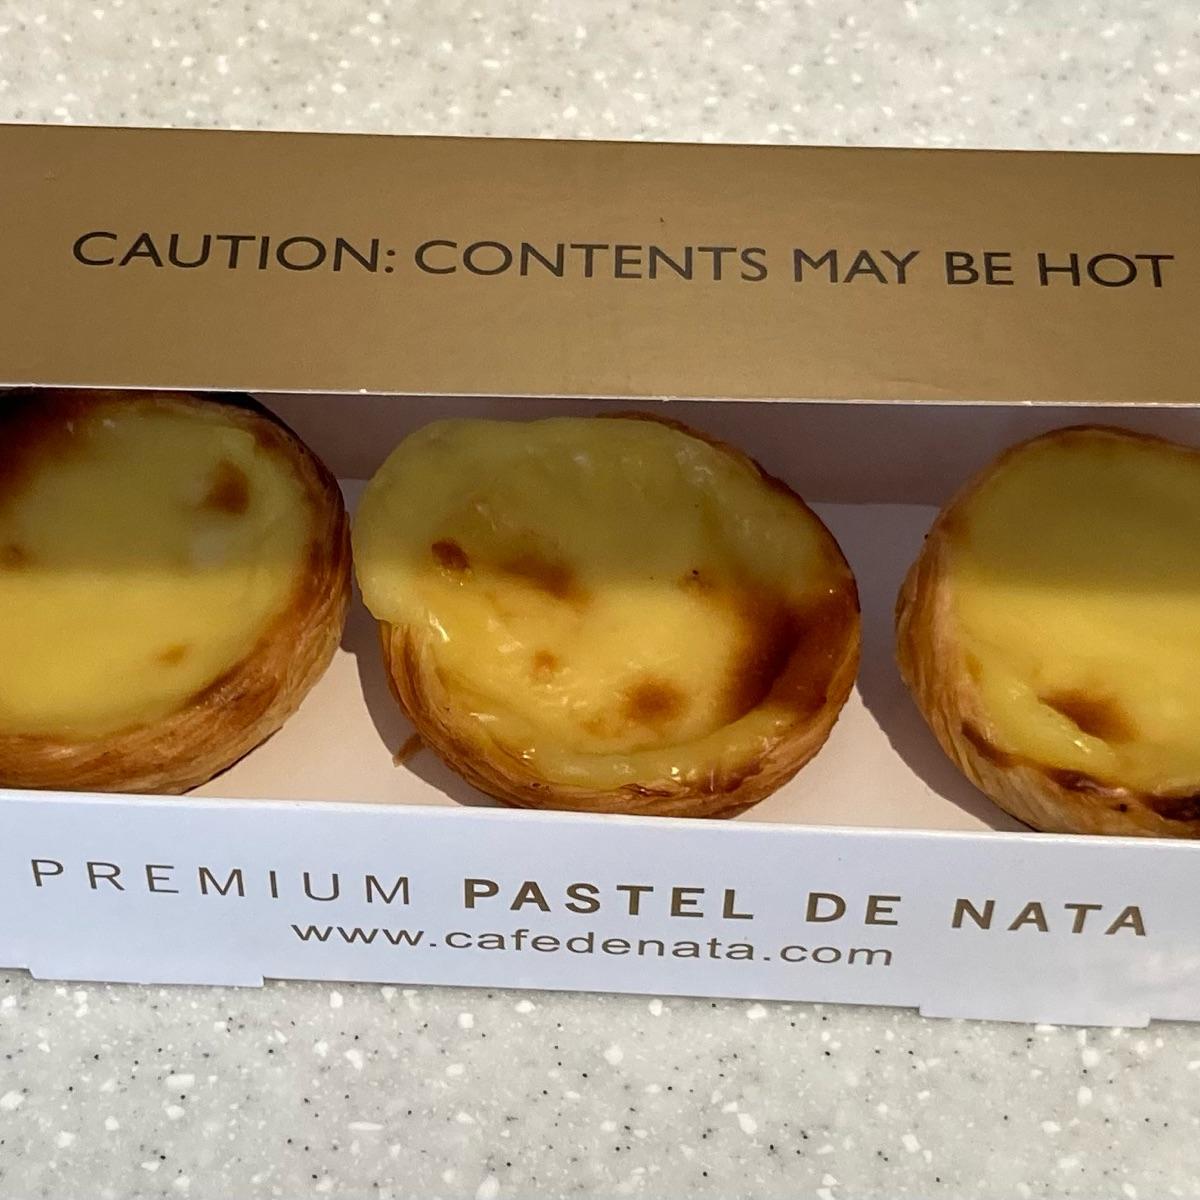 CAUTION: CONTENTS MAY BE HOT
PREMIUM PASTEL DE NATA
www.cafedenata.com